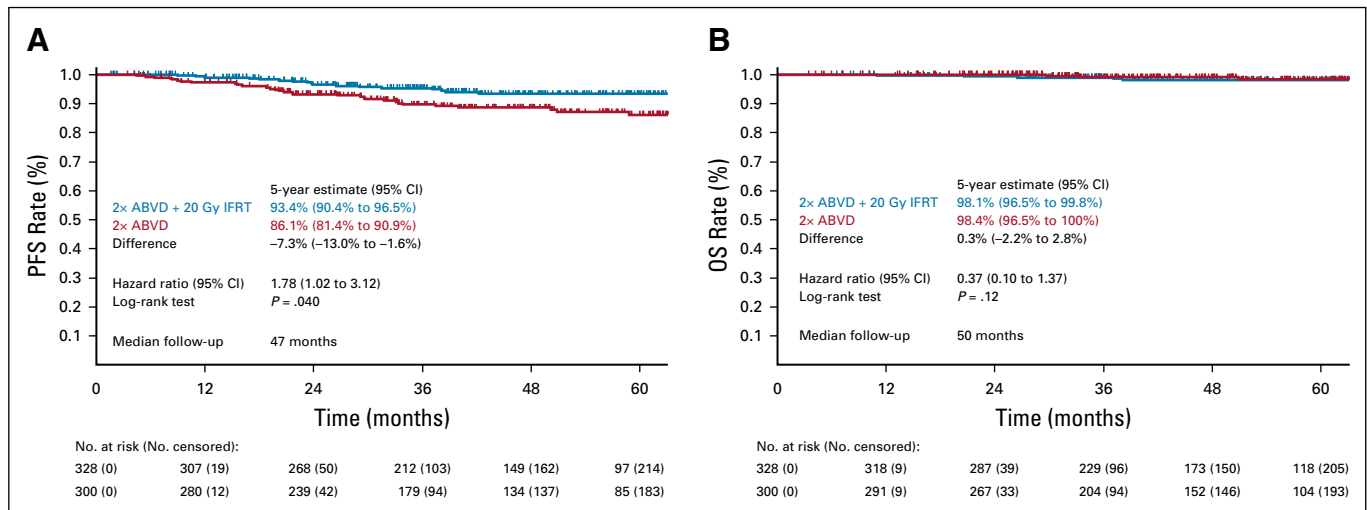 A
PFS Rate (%)
1.0
0.9
0.8
0.7
0.6
0.5
0.4
0.3
0.2
0.1
5-year estimate (95% CI)
2× ABVD + 20 Gy IFRT 93.4% (90.4% to 96.5%)
2× ABVD 86.1% (81.4% to 90.9%)
Difference –7.3% (–13.0% to –1.6%)
Hazard ratio (95% CI) 1.78 (1.02 to 3.12)
Log-rank test P = .040
Median follow-up 47 months
0 12 24 36 48 60
Time (months)
No. at risk (No. censored):
328 (0) 307 (19) 268 (50) 212 (103) 149 (162) 97 (214)
300 (0) 280 (12) 239 (42) 179 (94) 134 (137) 85 (183)
B
OS Rate (%)
1.0
0.9
0.8
0.7
0.6
0.5
0.4
0.3
0.2
0.1
5-year estimate (95% CI)
2× ABVD + 20 Gy IFRT 98.1% (96.5% to 99.8%)
2× ABVD 98.4% (96.5% to 100%)
Difference 0.3% (–2.2% to 2.8%)
Hazard ratio (95% CI) 0.37 (0.10 to 1.37)
Log-rank test P = .12
Median follow-up 50 months
0 12 24 36 48 60
Time (months)
No. at risk (No. censored):
328 (0) 318 (9) 287 (39) 229 (96) 173 (150) 118 (205)
300 (0) 291 (9) 267 (33) 204 (94) 152 (146) 104 (193)